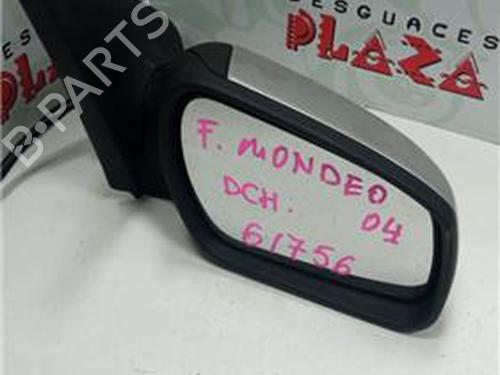 DESGUACES
PLAZA
B-PARTS
F. MONDEO
DCH. 04
61756